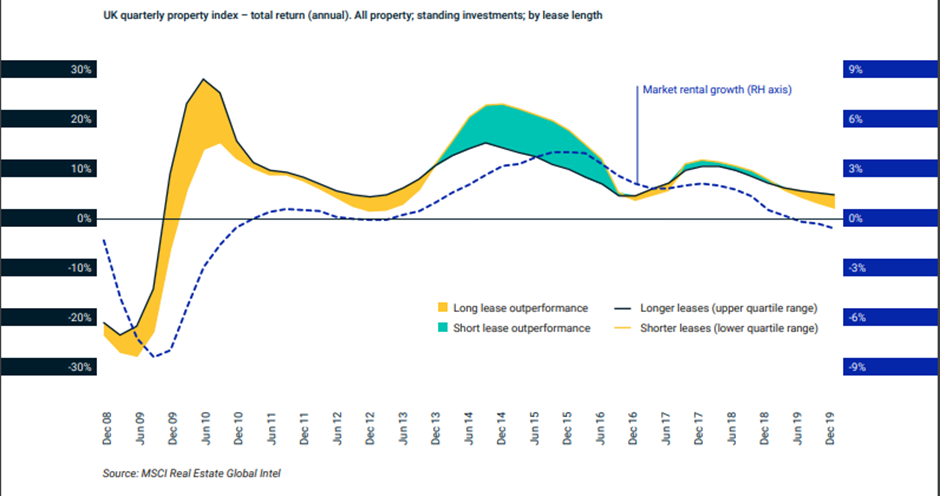 UK quarterly property index – total return (annual). All property; standing investments; by lease length
30%
20%
10%
0%
-10%
-20%
-30%
9%
6%
3%
0%
-3%
-6%
-9%
Market rental growth (RH axis)
Long lease outperformance
Longer leases (upper quartile range)
Short lease outperformance
Shorter leases (lower quartile range)
Dec 08
Jun 09
Dec 09
Jun 10
Dec 10
Jun 11
Dec 11
Jun 12
Dec 12
Jun 13
Dec 13
Jun 14
Dec 14
Jun 15
Dec 15
Jun 16
Dec 16
Jun 17
Dec 17
Jun 18
Dec 18
Jun 19
Dec 19
Source: MSCI Real Estate Global Intel